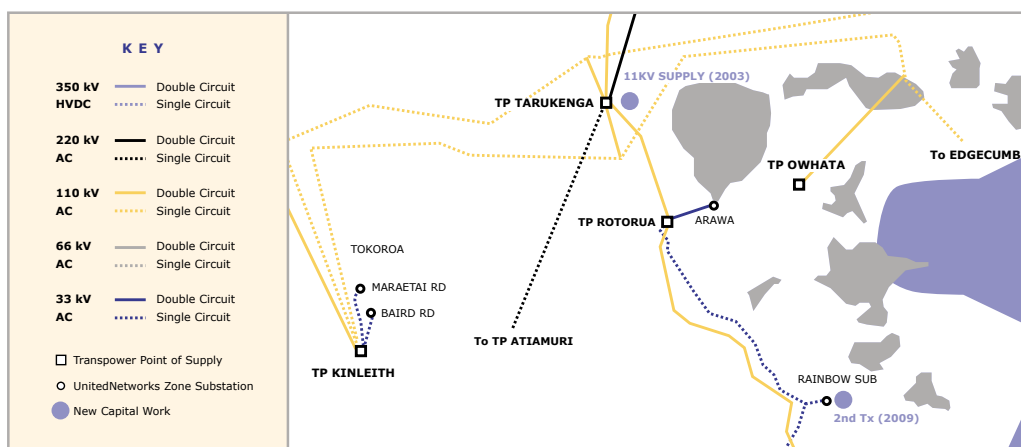 KEY
350 kV
Double Circuit
HVDC
Single Circuit
220 kV
Double Circuit
AC
Single Circuit
110 kV
Double Circuit
AC
Single Circuit
66 kV
Double Circuit
AC
Single Circuit
33 kV
Double Circuit
AC
Single Circuit
Transpower Point of Supply
UnitedNetworks Zone Substation
New Capital Work
11KV SUPPLY (2003)
TP TARUKENGA
To EDGECUMB
TP OWHATA
TP ROTORUA
ARAWA
TOKOROA
MARAETAI RD
BAIRD RD
To TP ATIAMURI
TP KINLEITH
RAINBOW SUB
2nd Tx (2009)